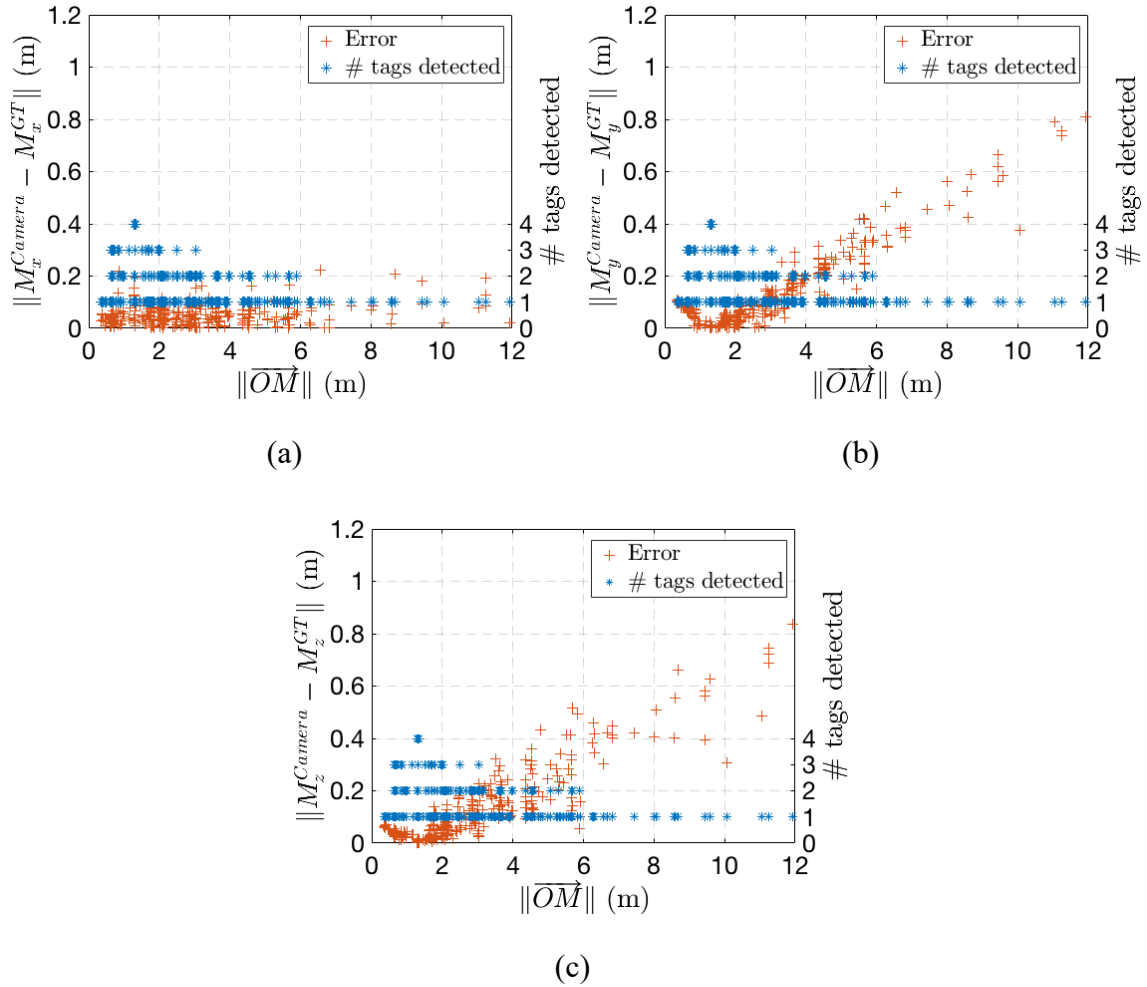 1.2
1
0.8
0.6
0.4
0.2
0
‖M_x^{Camera} − M_x^{GT}‖ (m)
Error
# tags detected
4
3
2
1
0
# tags detected
0 2 4 6 8 10 12
‖\overrightarrow{OM}‖ (m)
(a)
1.2
1
0.8
0.6
0.4
0.2
0
‖M_y^{Camera} − M_y^{GT}‖ (m)
Error
# tags detected
4
3
2
1
0
# tags detected
0 2 4 6 8 10 12
‖\overrightarrow{OM}‖ (m)
(b)
1.2
1
0.8
0.6
0.4
0.2
0
‖M_z^{Camera} − M_z^{GT}‖ (m)
Error
# tags detected
4
3
2
1
0
# tags detected
0 2 4 6 8 10 12
‖\overrightarrow{OM}‖ (m)
(c)